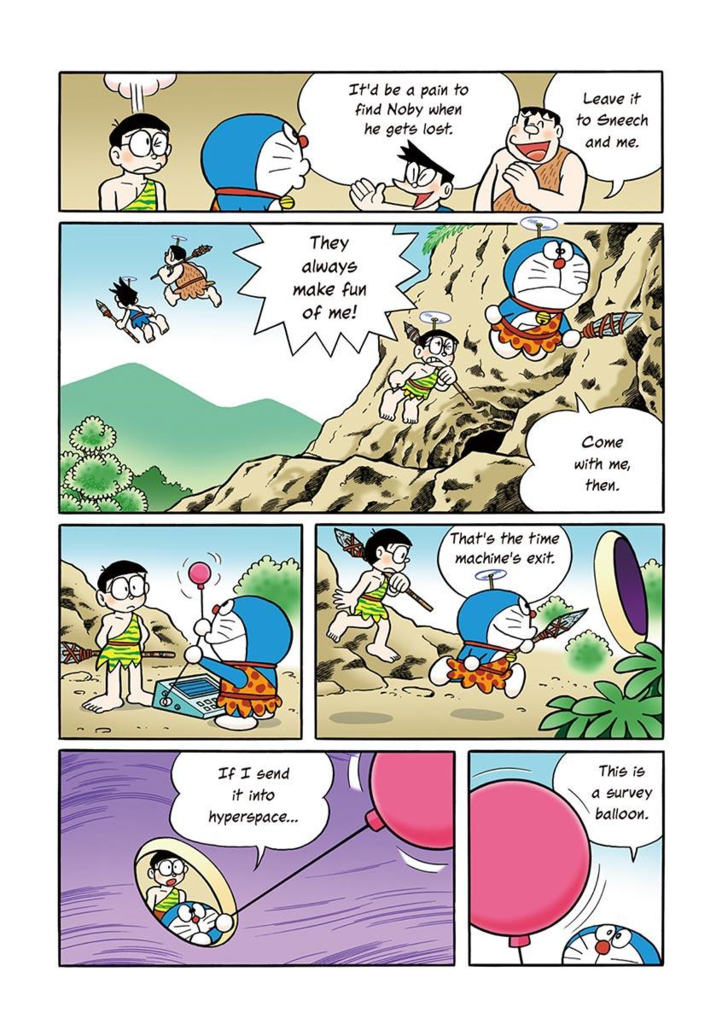 Leave it
to Sneech
and me.
It'd be a pain to
find Noby when
he gets lost.
They
always
make fun
of me!
Come
with me,
then.
That's the time
machine's exit.
This is
a survey
balloon.
If I send
it into
hyperspace...